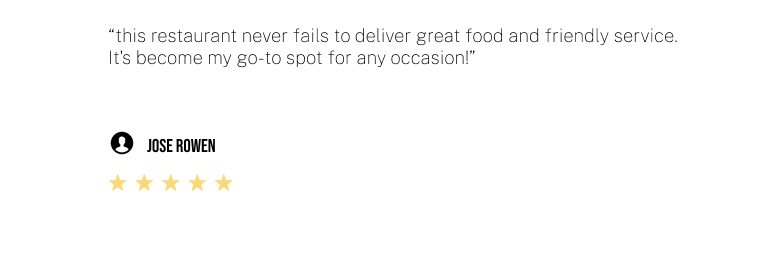 “this restaurant never fails to deliver great food and friendly service.
It's become my go-to spot for any occasion!”
JOSE ROWEN